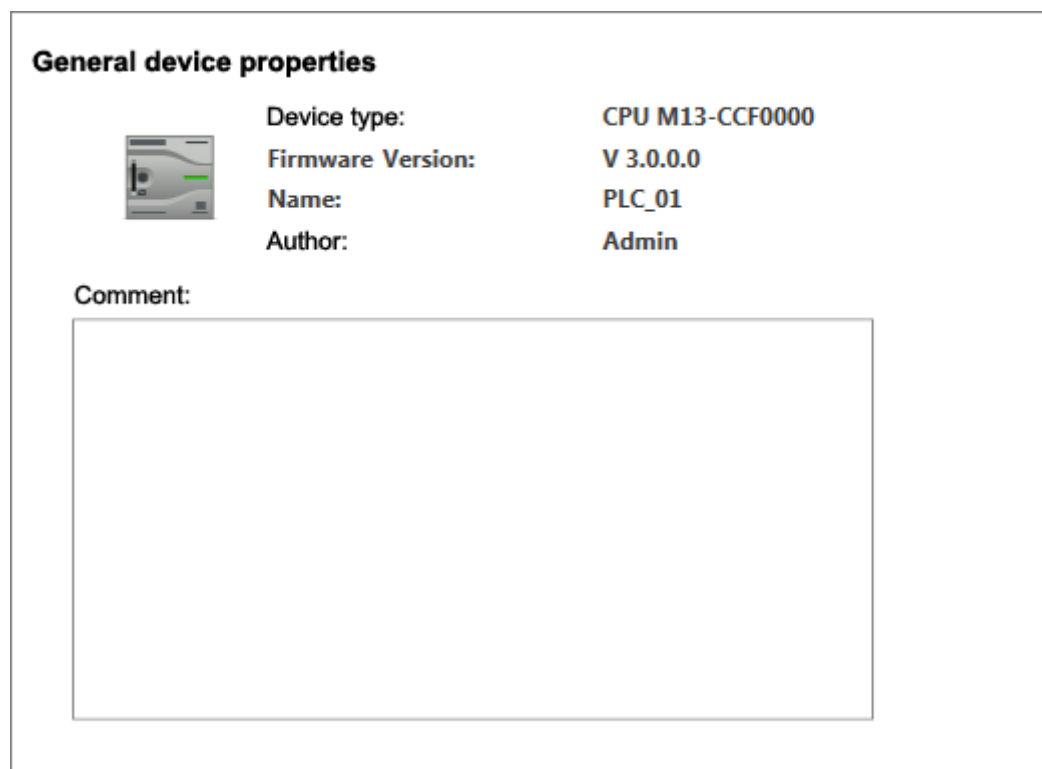 General device properties
Device type: CPU M13-CCF0000
Firmware Version: V 3.0.0.0
Name: PLC_01
Author: Admin
Comment: